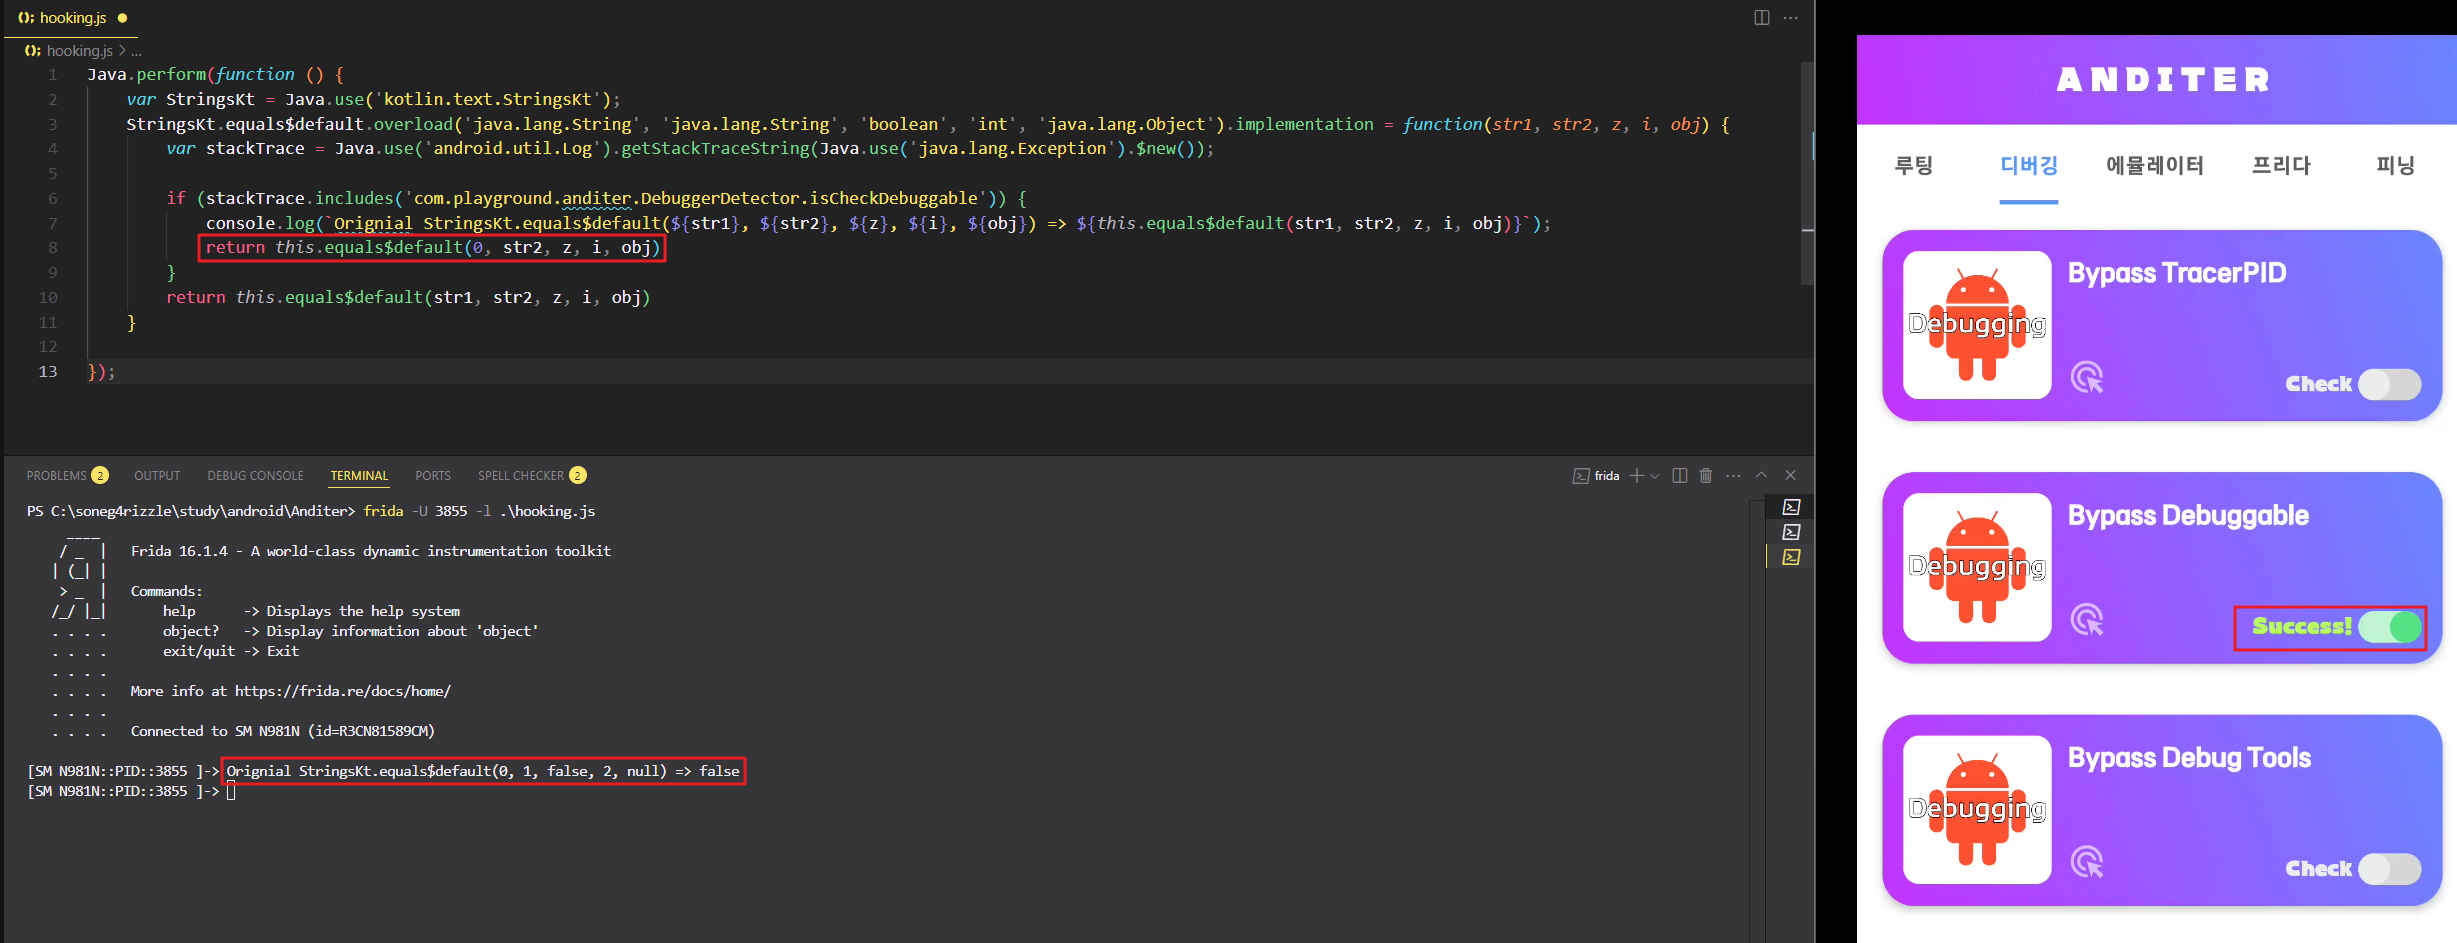 hooking.js
hooking.js > ...
1 Java.perform(function () {
2 var StringsKt = Java.use('kotlin.text.StringsKt');
3 StringsKt.equals$default.overload('java.lang.String', 'java.lang.String', 'boolean', 'int', 'java.lang.Object').implementation = function(str1, str2, z, i, obj) {
4 var stackTrace = Java.use('android.util.Log').getStackTraceString(Java.use('java.lang.Exception').$new());
5
6 if (stackTrace.includes('com.playground.anditer.DebuggerDetector.isCheckDebuggable')) {
7 console.log(`Orignial StringsKt.equals$default(${str1}, ${str2}, ${z}, ${i}, ${obj}) => ${this.equals$default(str1, str2, z, i, obj)}`);
8 return this.equals$default(0, str2, z, i, obj)
9 }
10 return this.equals$default(str1, str2, z, i, obj)
11 }
12
13 });
PROBLEMS 2 OUTPUT DEBUG CONSOLE TERMINAL PORTS SPELL CHECKER 2 frida
PS C:\soneg4rizzle\study\android\Anditer> frida -U 3855 -l .\hooking.js
____
/ _  | Frida 16.1.4 - A world-class dynamic instrumentation toolkit
| (_| |
> _  | Commands:
/_/ |_| help -> Displays the help system
. . . . object? -> Display information about 'object'
. . . . exit/quit -> Exit
. . . .
. . . . More info at https://frida.re/docs/home/
. . . .
. . . . Connected to SM N981N (id=R3CN81589CM)
[SM N981N::PID::3855 ]-> Orignial StringsKt.equals$default(0, 1, false, 2, null) => false
[SM N981N::PID::3855 ]->
ANDITER
루팅 디버깅 에뮬레이터 프리다 피닝
Bypass TracerPID
Debugging
Check
Bypass Debuggable
Debugging
Success!
Bypass Debug Tools
Debugging
Check